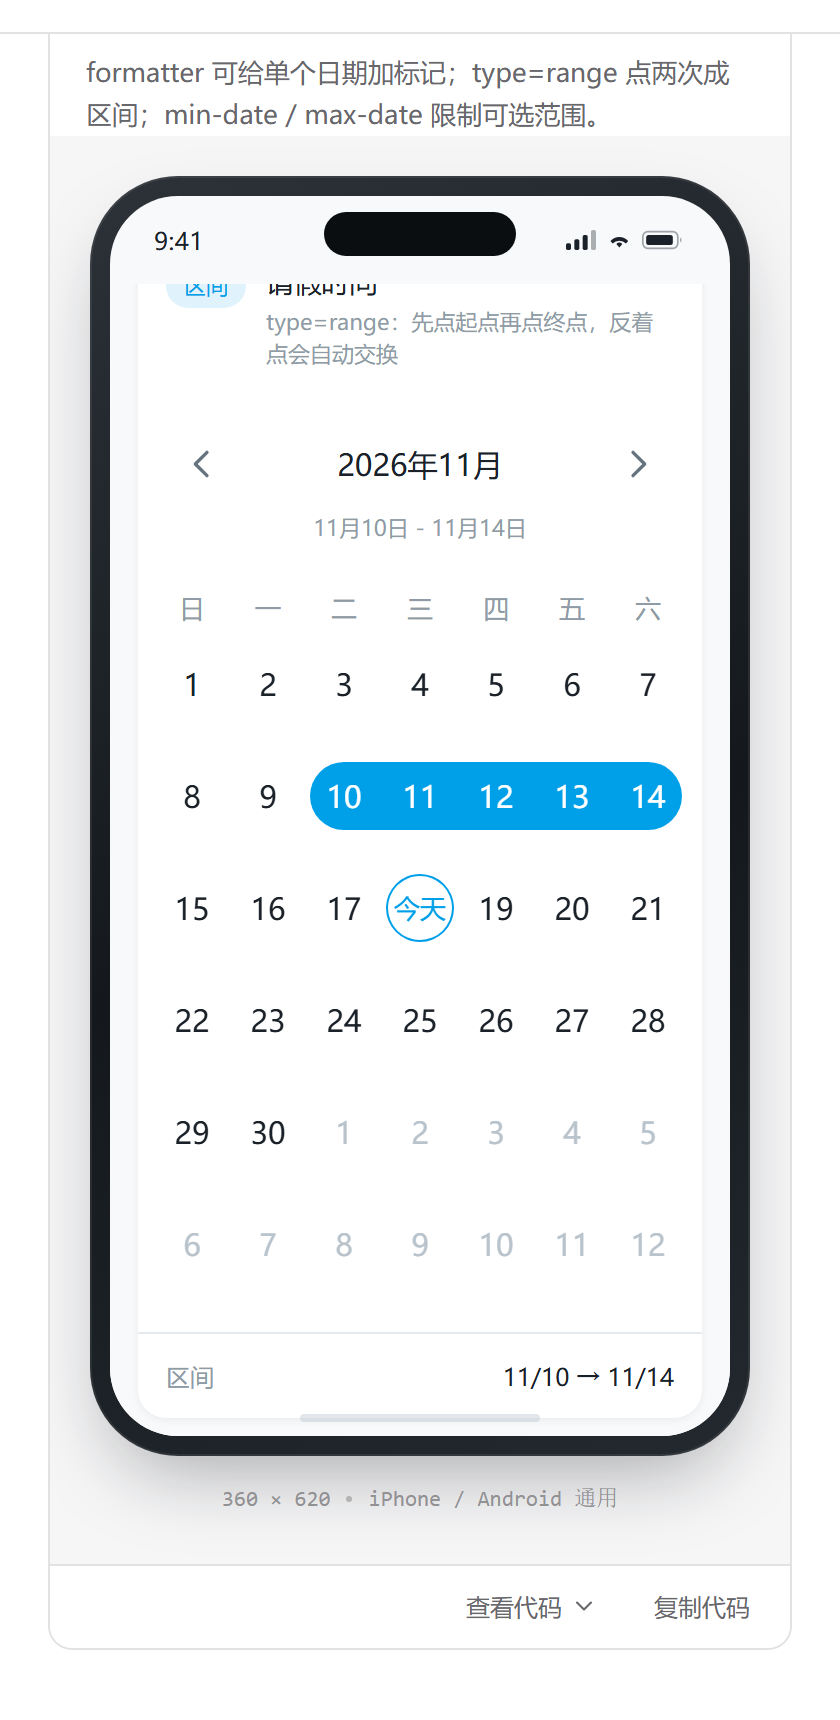 formatter 可给单个日期加标记；type=range 点两次成
区间；min-date / max-date 限制可选范围。
9:41
区间 请假时间
type=range：先点起点再点终点，反着
点会自动交换
2026年11月
11月10日 - 11月14日
日 一 二 三 四 五 六
1 2 3 4 5 6 7
8 9 10 11 12 13 14
15 16 17 今天 19 20 21
22 23 24 25 26 27 28
29 30 1 2 3 4 5
6 7 8 9 10 11 12
区间 11/10 → 11/14
360 × 620 • iPhone / Android 通用
查看代码 复制代码